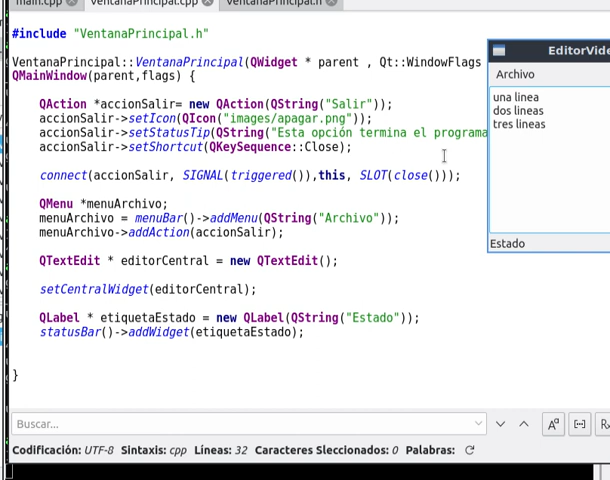 main.cpp VentanaPrincipal.cpp VentanaPrincipal.h
#include "VentanaPrincipal.h"
VentanaPrincipal::VentanaPrincipal(QWidget * parent , Qt::WindowFlags
QMainWindow(parent,flags) {
QAction *accionSalir= new QAction(QString("Salir"));
accionSalir->setIcon(QIcon("images/apagar.png"));
accionSalir->setStatusTip(QString("Esta opción termina el programa
accionSalir->setShortcut(QKeySequence::Close);
connect(accionSalir, SIGNAL(triggered()),this, SLOT(close()));
QMenu *menuArchivo;
menuArchivo = menuBar()->addMenu(QString("Archivo"));
menuArchivo->addAction(accionSalir);
QTextEdit * editorCentral = new QTextEdit();
setCentralWidget(editorCentral);
QLabel * etiquetaEstado = new QLabel(QString("Estado"));
statusBar()->addWidget(etiquetaEstado);
}
EditorVide
Archivo
una linea
dos lineas
tres lineas
Estado
Buscar...
Codificación: UTF-8 Sintaxis: cpp Líneas: 32 Caracteres Sleccionados: 0 Palabras: